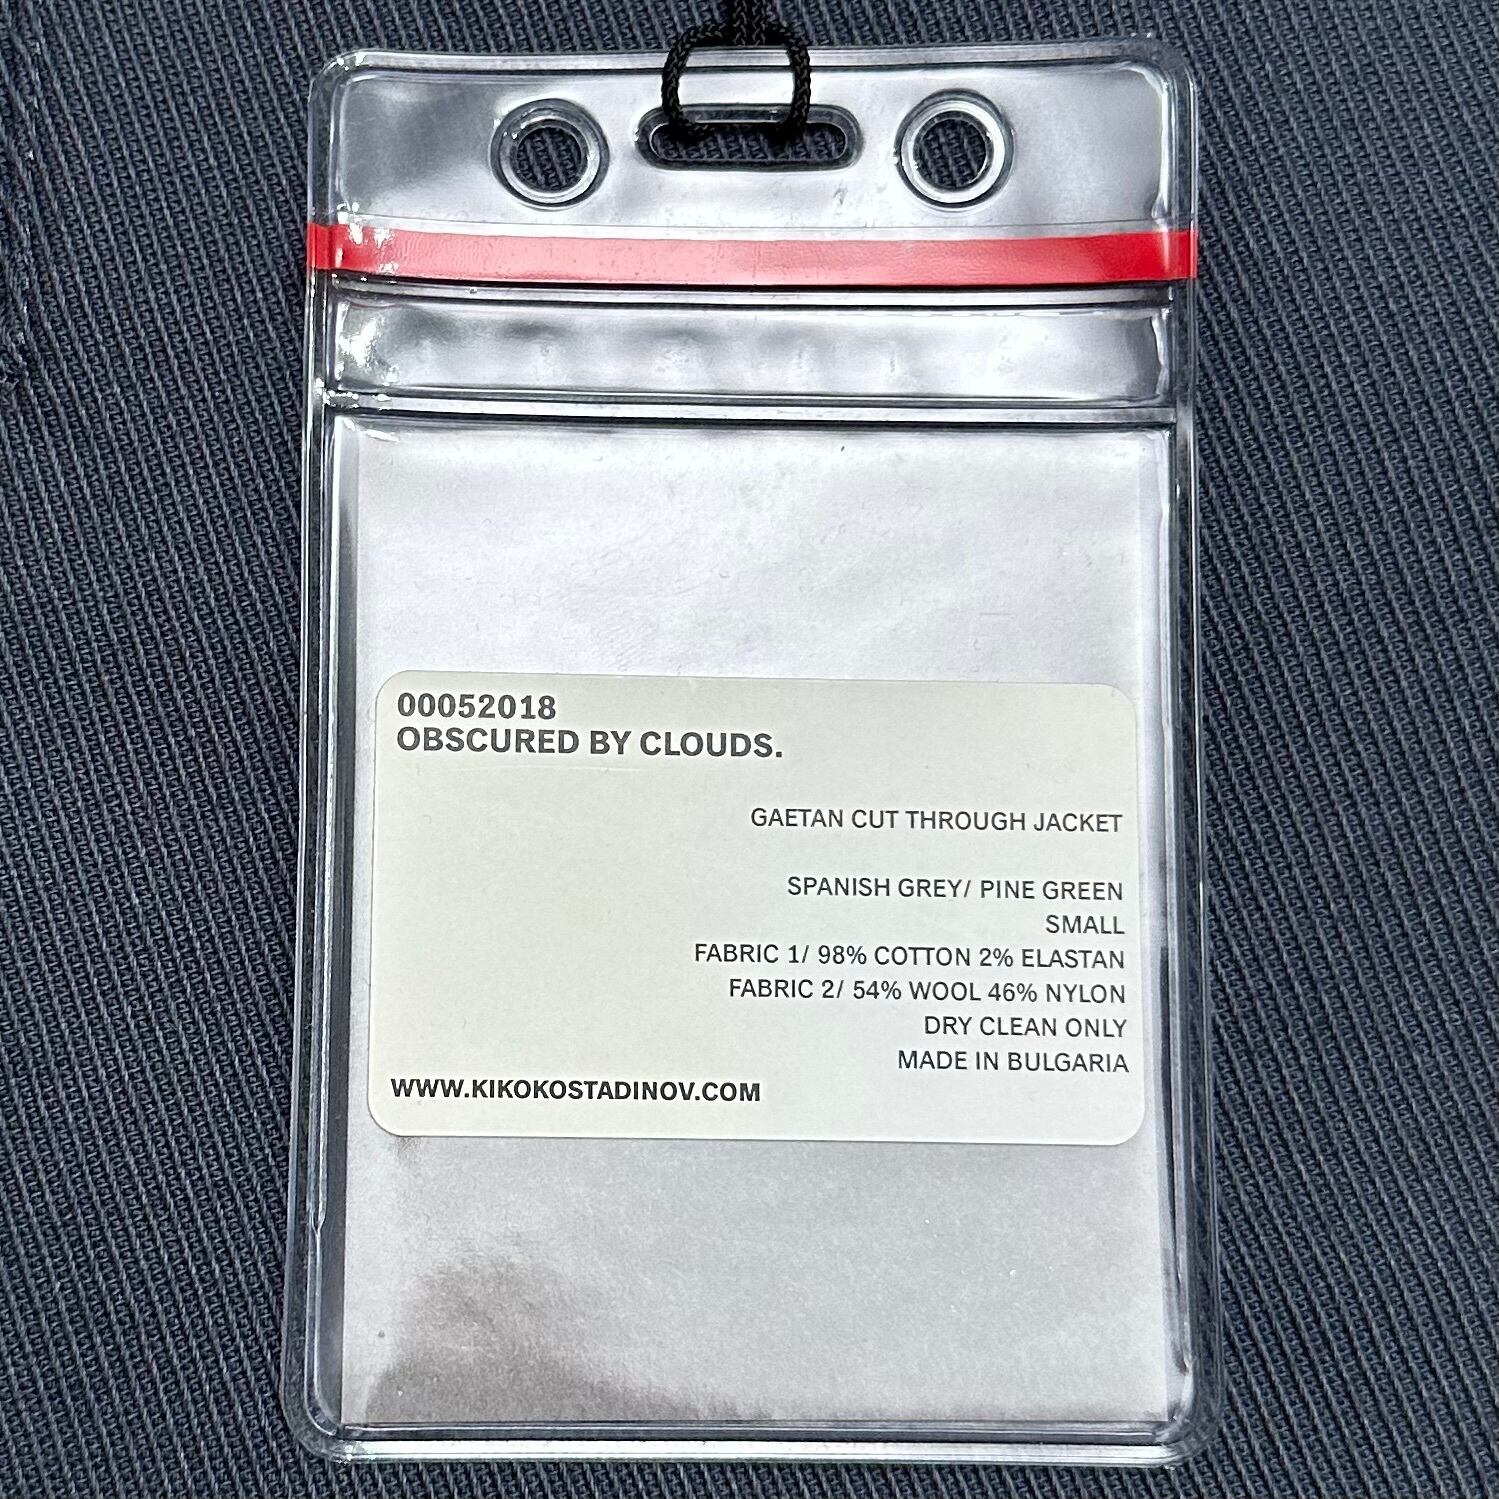 00052018
OBSCURED BY CLOUDS.
GAETAN CUT THROUGH JACKET
SPANISH GREY/ PINE GREEN
SMALL
FABRIC 1/ 98% COTTON 2% ELASTAN
FABRIC 2/ 54% WOOL 46% NYLON
DRY CLEAN ONLY
MADE IN BULGARIA
WWW.KIKOKOSTADINOV.COM